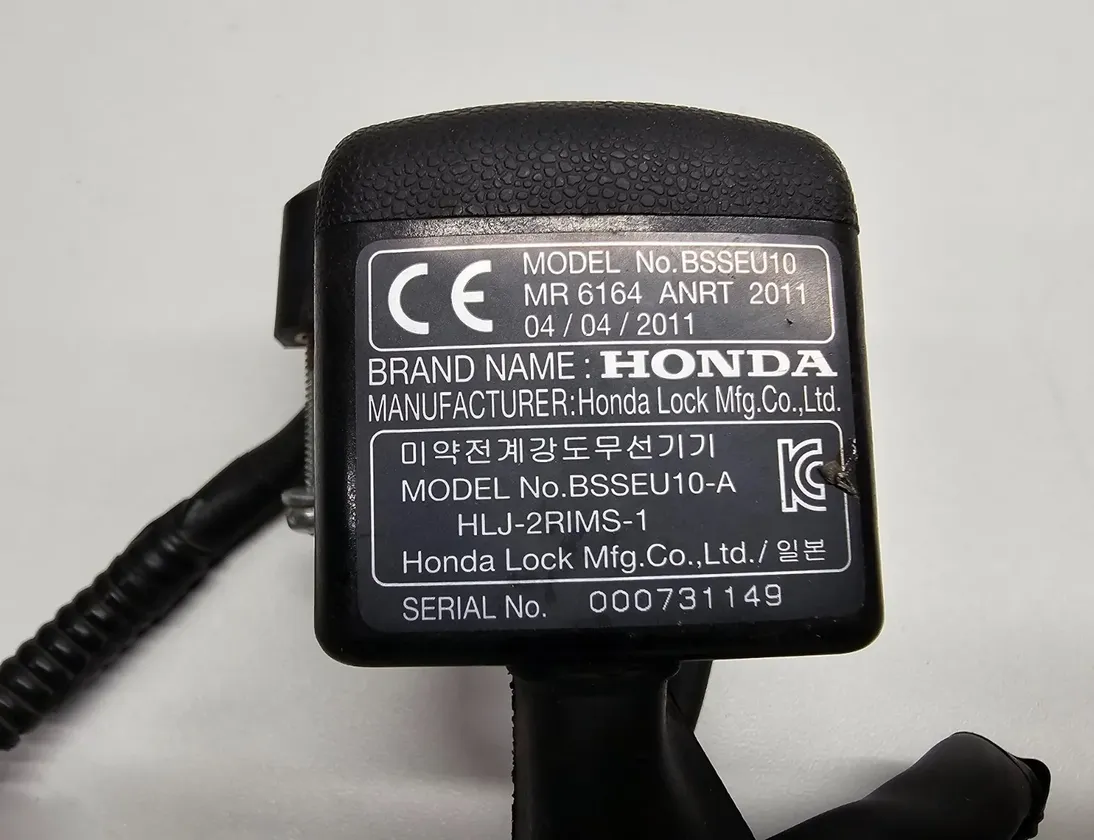 CE MODEL No.BSSEU10
MR 6164 ANRT 2011
04 / 04 / 2011
BRAND NAME : HONDA
MANUFACTURER:Honda Lock Mfg.Co.,Ltd.
미약전계강도무선기기
MODEL No.BSSEU10-A
HLJ-2RIMS-1
Honda Lock Mfg.Co.,Ltd./ 일본
SERIAL No. 000731149